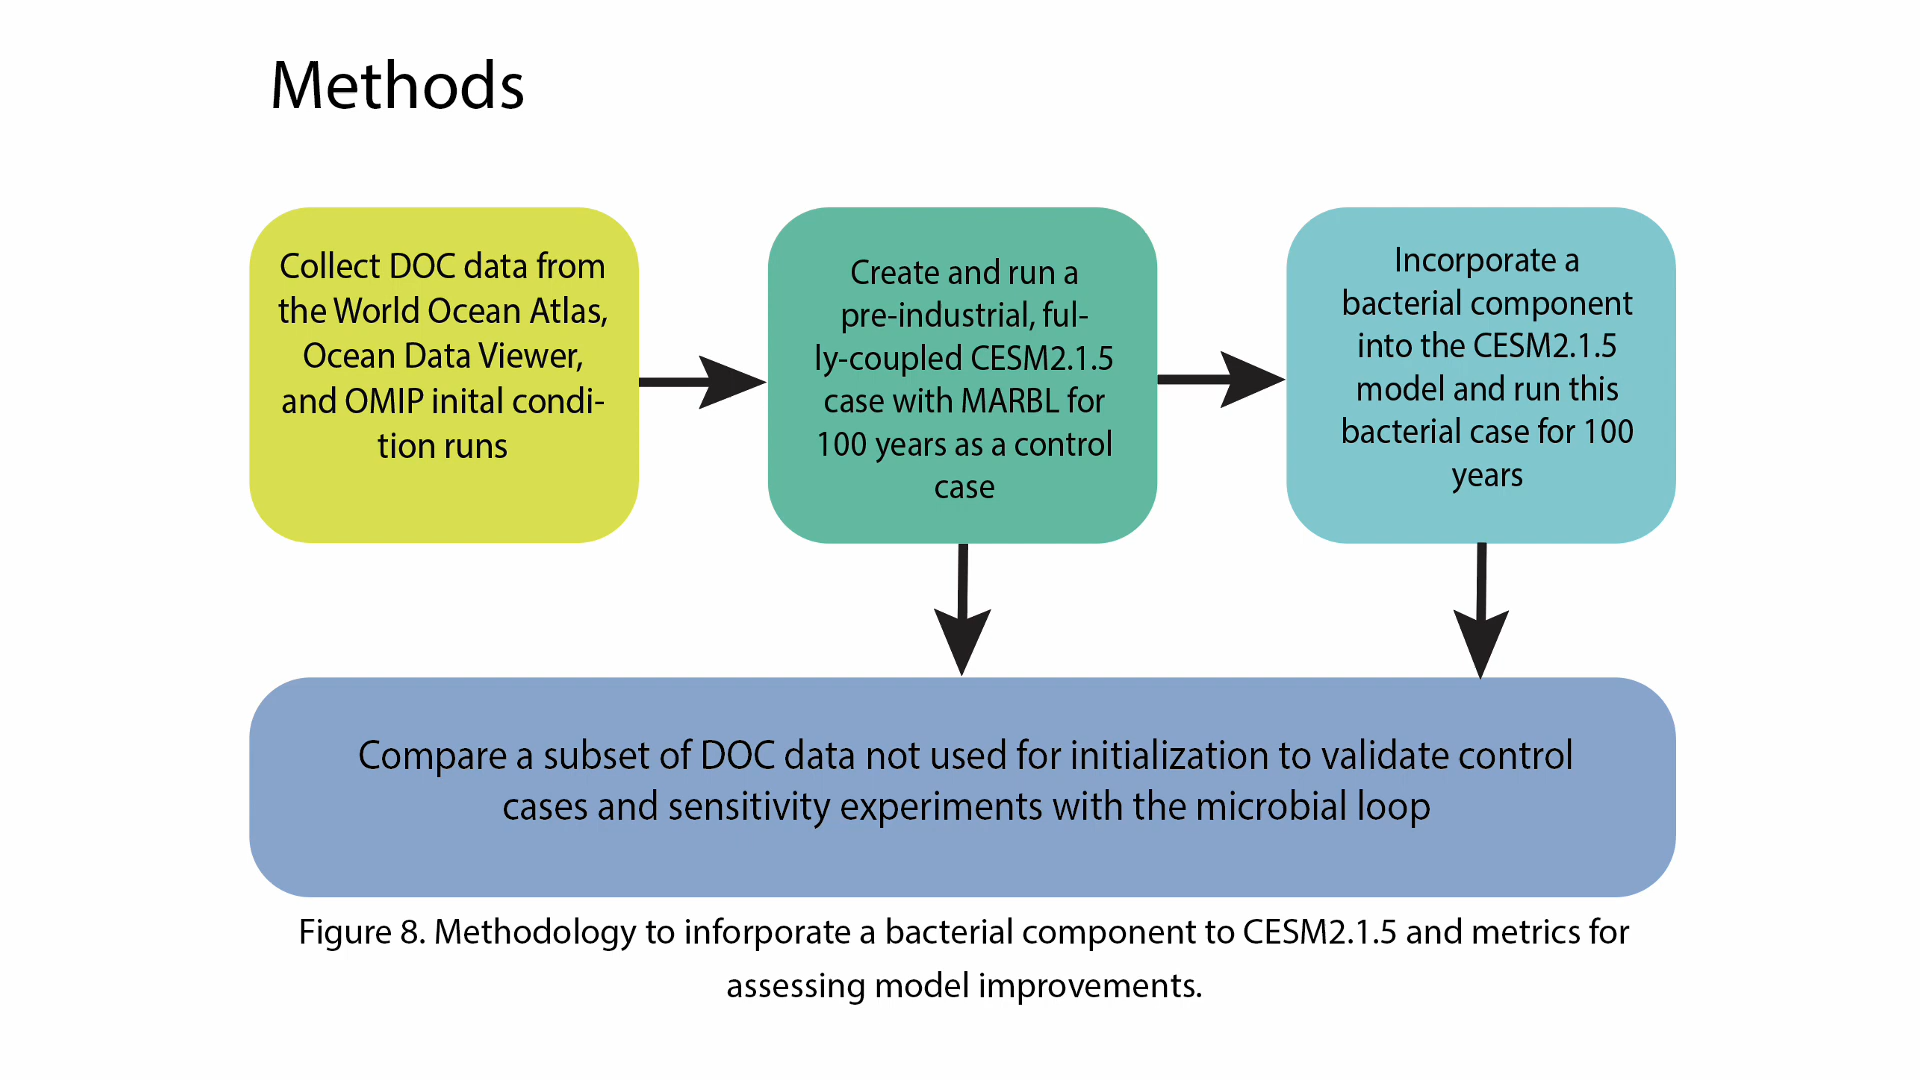 Methods
Collect DOC data from
the World Ocean Atlas,
Ocean Data Viewer,
and OMIP inital condi-
tion runs
Create and run a
pre-industrial, ful-
ly-coupled CESM2.1.5
case with MARBL for
100 years as a control
case
Incorporate a
bacterial component
into the CESM2.1.5
model and run this
bacterial case for 100
years
Compare a subset of DOC data not used for initialization to validate control
cases and sensitivity experiments with the microbial loop
Figure 8. Methodology to inforporate a bacterial component to CESM2.1.5 and metrics for
assessing model improvements.